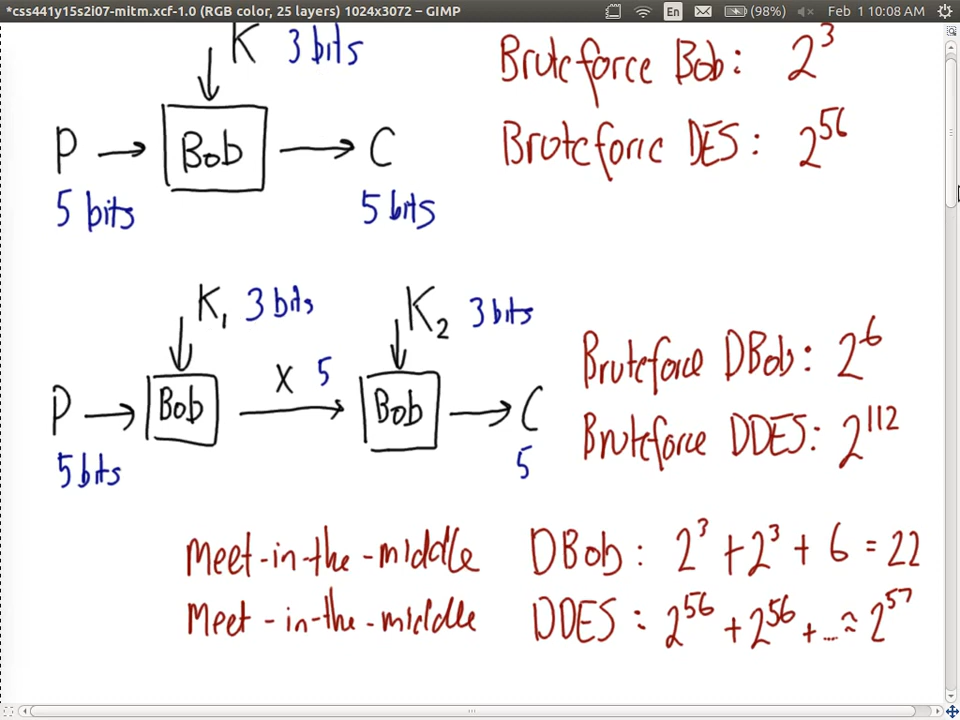 *css441y15s2i07-mitm.xcf-1.0 (RGB color, 25 layers) 1024x3072 – GIMP En (98%) Feb 1 10:08 AM
K 3 bits
P → Bob → C
5 bits 5 bits
Bruteforce Bob: 2^3
Bruteforce DES: 2^56
K1 3 bits K2 3 bits
P → Bob → X 5 Bob → C
5 bits 5
Bruteforce DBob: 2^6
Bruteforce DDES: 2^112
Meet-in-the-middle DBob: 2^3 + 2^3 + 6 = 22
Meet-in-the-middle DDES: 2^56 + 2^56 + ... ≈ 2^57